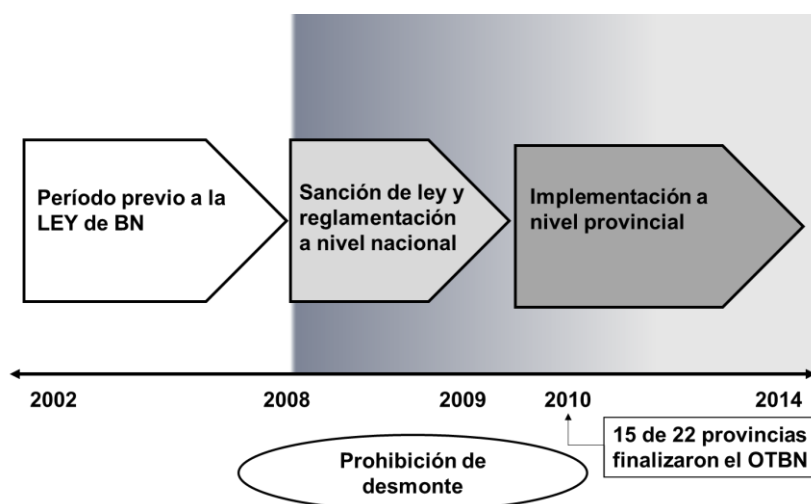 Período previo a la
LEY de BN
Sanción de ley y
reglamentación
a nivel nacional
Implementación a
nivel provincial
2002
2008
2009
2010
2014
15 de 22 provincias
finalizaron el OTBN
Prohibición de
desmonte